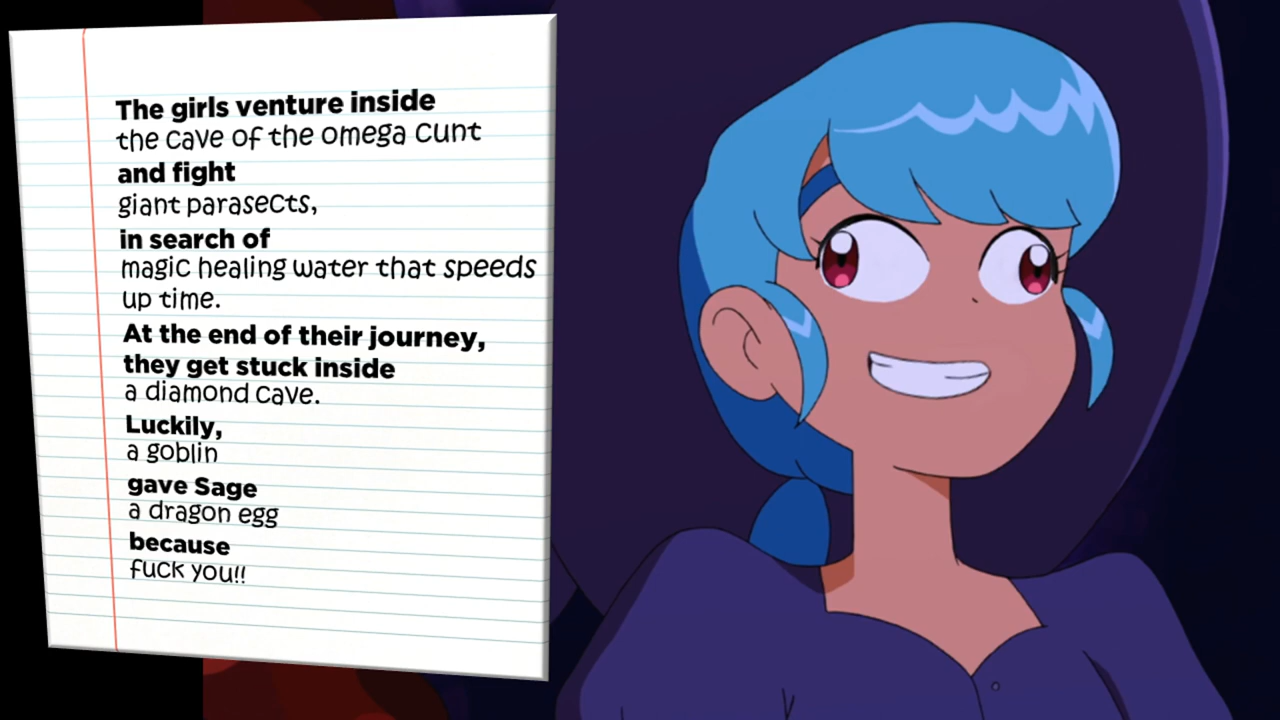 The girls venture inside
the cave of the omega cunt
and fight
giant parasects,
in search of
magic healing water that speeds
up time.
At the end of their journey,
they get stuck inside
a diamond cave.
Luckily,
a goblin
gave Sage
a dragon egg
because
fuck you!!